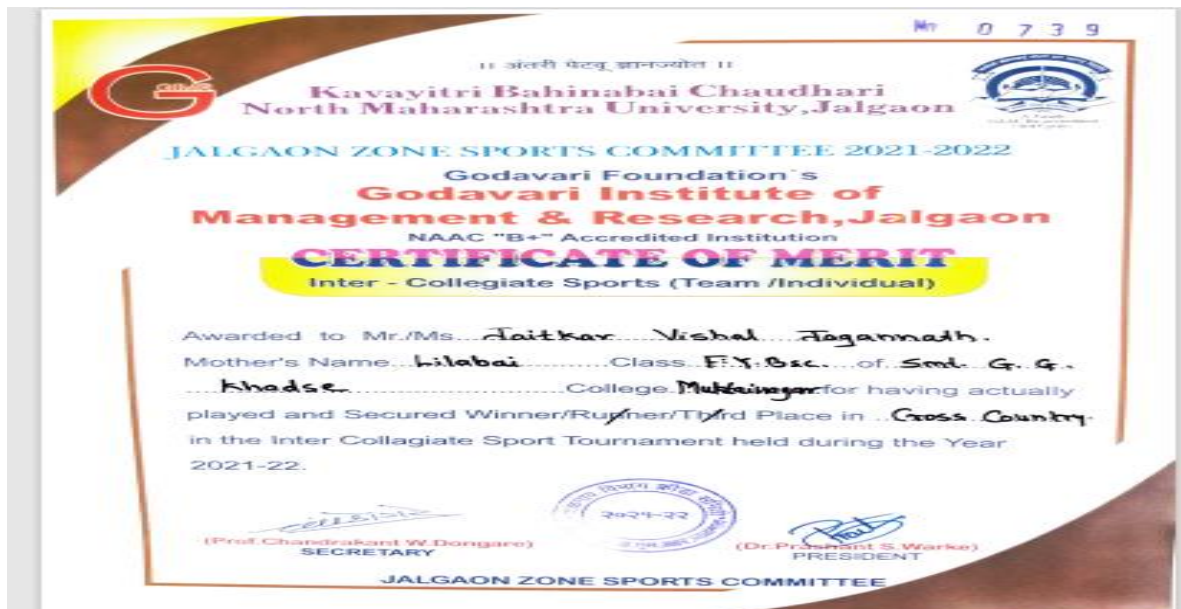 No 0739
GIMR
॥ अंतरी पेटवू ज्ञानज्योत ॥
Kavayitri Bahinabai Chaudhari
North Maharashtra University,Jalgaon
JALGAON ZONE SPORTS COMMITTEE 2021-2022
Godavari Foundation`s
Godavari Institute of
Management & Research,Jalgaon
NAAC "B+" Accredited Institution
CERTIFICATE OF MERIT
Inter - Collegiate Sports (Team /Individual)
Awarded to Mr./Ms. Jaitkar Vishal Jagannath.
Mother's Name Lilabai Class F.Y.Bsc. of Smt. G. G.
Khadse College Muktainagar for having actually
played and Secured Winner/Runner/Third Place in Cross Country.
in the Inter Collagiate Sport Tournament held during the Year
2021-22.
२०२१-२२
(Prof.Chandrakant W.Dongare)
SECRETARY
(Dr.Prashant S.Warke)
PRESIDENT
JALGAON ZONE SPORTS COMMITTEE